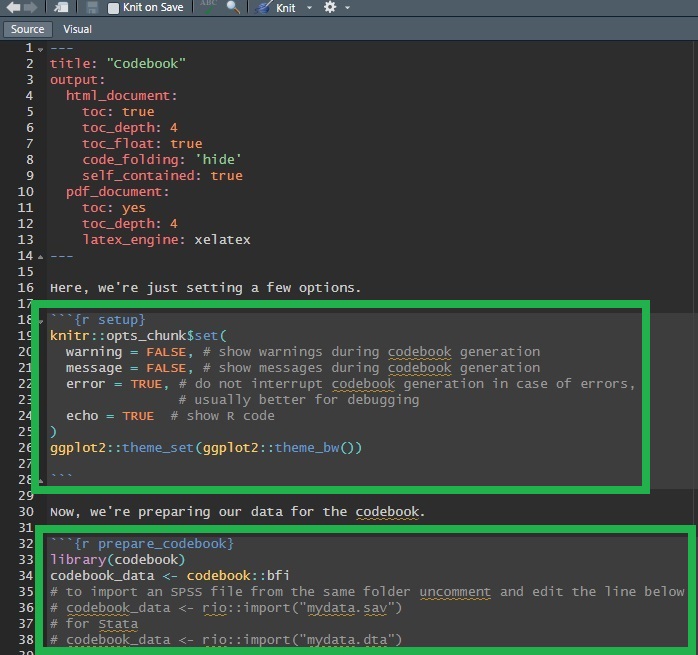 Knit on Save ABC Knit
Source Visual
1 ---
2 title: "Codebook"
3 output:
4   html_document:
5     toc: true
6     toc_depth: 4
7     toc_float: true
8     code_folding: 'hide'
9     self_contained: true
10   pdf_document:
11     toc: yes
12     toc_depth: 4
13     latex_engine: xelatex
14 ---
15
16 Here, we're just setting a few options.
17
18 ```{r setup}
19 knitr::opts_chunk$set(
20   warning = FALSE, # show warnings during codebook generation
21   message = FALSE, # show messages during codebook generation
22   error = TRUE, # do not interrupt codebook generation in case of errors,
23                 # usually better for debugging
24   echo = TRUE  # show R code
25 )
26 ggplot2::theme_set(ggplot2::theme_bw())
27
28 ```
29
30 Now, we're preparing our data for the codebook.
31
32 ```{r prepare_codebook}
33 library(codebook)
34 codebook_data <- codebook::bfi
35 # to import an SPSS file from the same folder uncomment and edit the line below
36 # codebook_data <- rio::import("mydata.sav")
37 # for Stata
38 # codebook_data <- rio::import("mydata.dta")
39